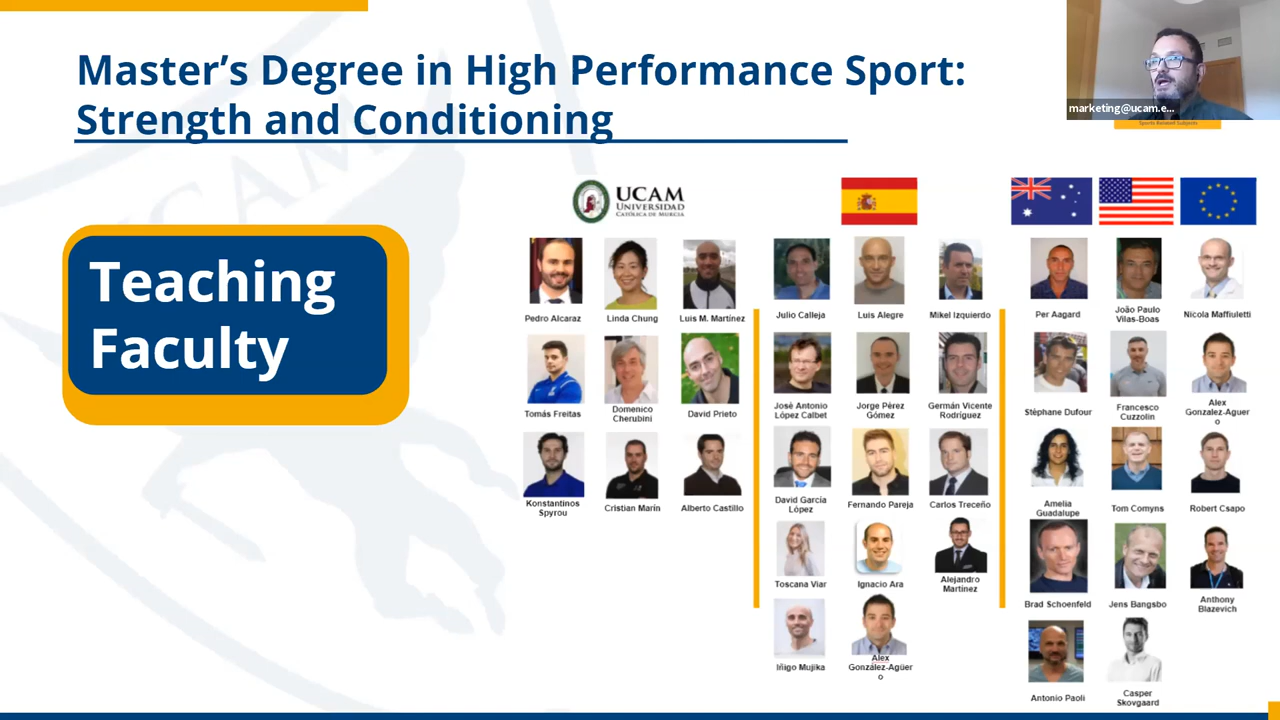 Master's Degree in High Performance Sport:
Strength and Conditioning
marketing@ucam.e...
Sports Related Subjects
UCAM
UCAM
UNIVERSIDAD
CATÓLICA DE MURCIA
Teaching
Faculty
Pedro Alcaraz
Linda Chung
Luis M. Martínez
Tomás Freitas
Domenico
Cherubini
David Prieto
Konstantinos
Spyrou
Cristian Marín
Alberto Castillo
Julio Calleja
Luis Alegre
Mikel Izquierdo
Josè Antonio
López Calbet
Jorge Pérez
Gómez
Germán Vicente
Rodríguez
David García
López
Fernando Pareja
Carlos Treceño
Toscana Viar
Ignacio Ara
Alejandro
Martínez
Iñigo Mujika
Alex
González-Agüer
o
Per Aagard
João Paulo
Vilas-Boas
Nicola Maffiuletti
Stéphane Dufour
Francesco
Cuzzolin
Alex
Gonzalez-Aguer
o
Amelia
Guadalupe
Tom Comyns
Robert Csapo
Brad Schoenfeld
Jens Bangsbo
Anthony
Blazevich
Antonio Paoli
Casper
Skovgaard